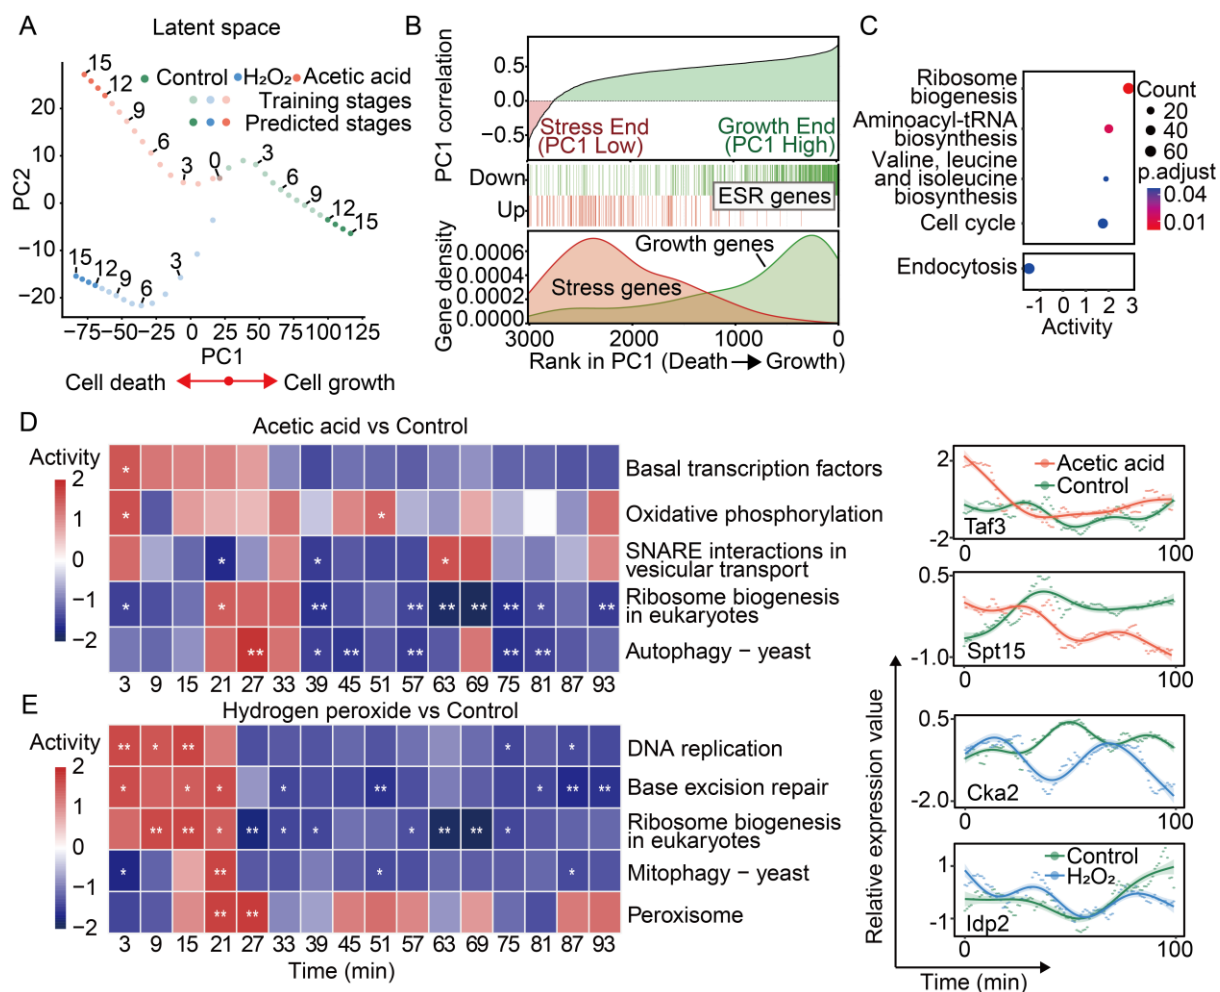 A
Latent space
Control H₂O₂ Acetic acid
Training stages
Predicted stages
PC2
20
10
0
−10
−20
15
12
9
6
3
0
3
6
9
12
15
15
12
9
6
3
−75 −50 −25 0 25 50 75 100 125
PC1
Cell death Cell growth
B
PC1 correlation
0.5
0.0
−0.5
Stress End
(PC1 Low)
Growth End
(PC1 High)
Down
Up
ESR genes
Gene density
0.0006
0.0004
0.0002
0.0000
Growth genes
Stress genes
3000 2000 1000 0
Rank in PC1 (Death → Growth)
C
Ribosome
biogenesis
Aminoacyl-tRNA
biosynthesis
Valine, leucine
and isoleucine
biosynthesis
Cell cycle
Endocytosis
-1 0 1 2 3
Activity
Count
20
40
60
p.adjust
0.04
0.01
D
Acetic acid vs Control
Activity
2
1
0
−1
−2
Basal transcription factors
Oxidative phosphorylation
SNARE interactions in
vesicular transport
Ribosome biogenesis
in eukaryotes
Autophagy − yeast
* 
* *
* * *
* * ** ** ** ** ** * **
** * ** ** ** **
3 9 15 21 27 33 39 45 51 57 63 69 75 81 87 93
E
Hydrogen peroxide vs Control
Activity
2
1
0
−1
−2
DNA replication
Base excision repair
Ribosome biogenesis
in eukaryotes
Mitophagy − yeast
Peroxisome
** * ** * *
* * * * ** * ** **
** ** * ** * * * ** ** *
* ** * *
** **
3 9 15 21 27 33 39 45 51 57 63 69 75 81 87 93
Time (min)
Relative expression value
2
-2
Acetic acid
Control
Taf3
0 100
0.5
-1.0
Spt15
0 100
0.5
-2.0
Cka2
0 100
1
-1
Control
H₂O₂
Idp2
0 100
Time (min)